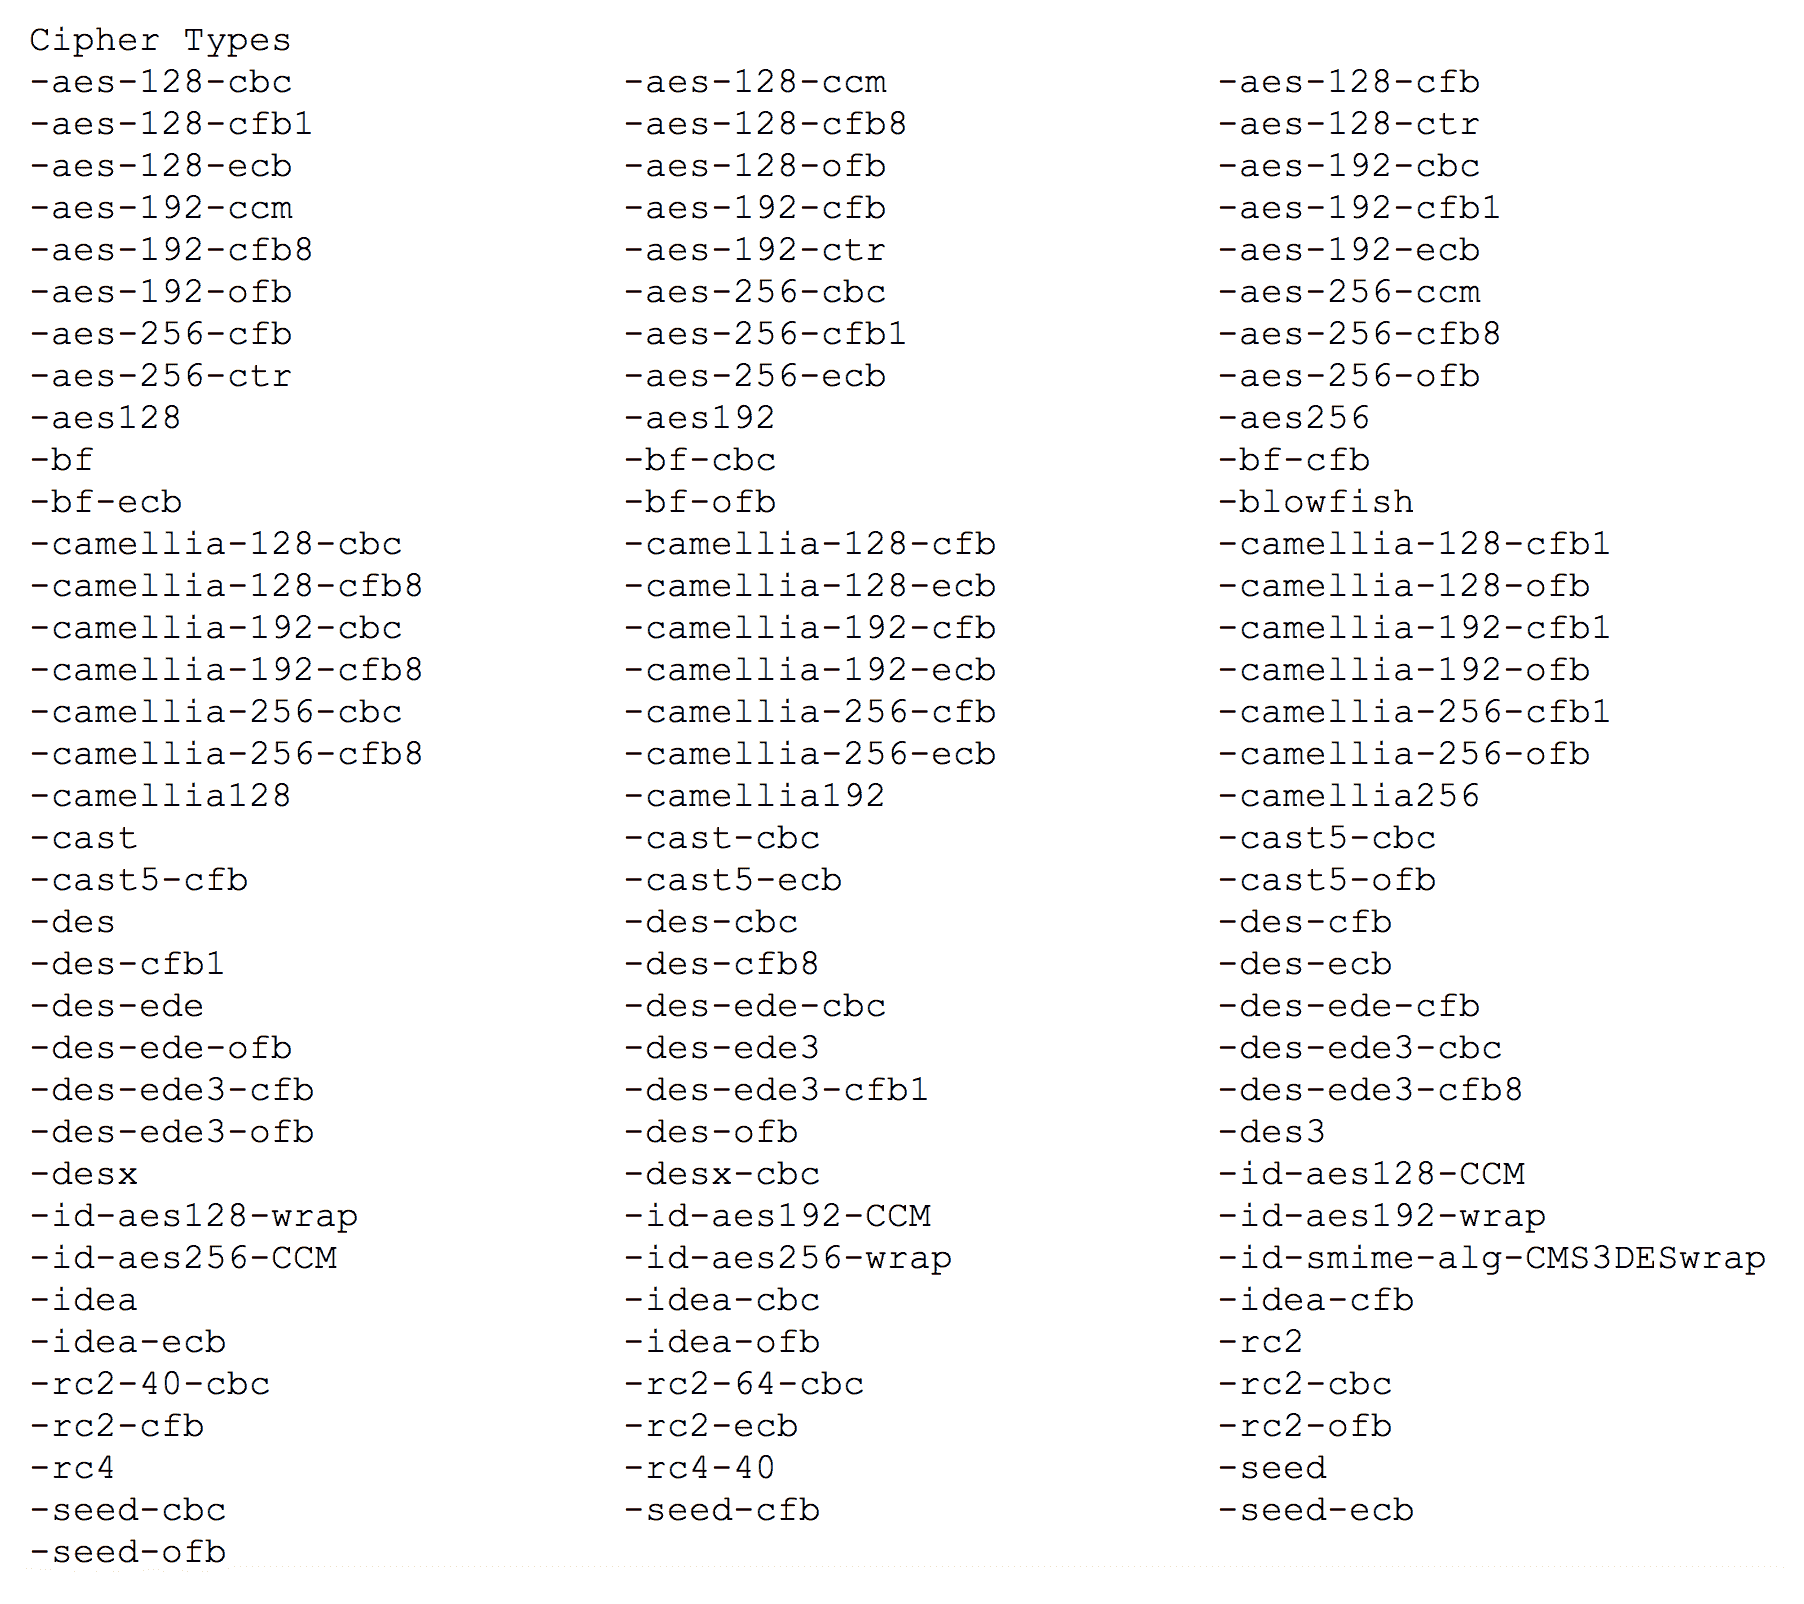 Cipher Types
-aes-128-cbc -aes-128-ccm -aes-128-cfb
-aes-128-cfb1 -aes-128-cfb8 -aes-128-ctr
-aes-128-ecb -aes-128-ofb -aes-192-cbc
-aes-192-ccm -aes-192-cfb -aes-192-cfb1
-aes-192-cfb8 -aes-192-ctr -aes-192-ecb
-aes-192-ofb -aes-256-cbc -aes-256-ccm
-aes-256-cfb -aes-256-cfb1 -aes-256-cfb8
-aes-256-ctr -aes-256-ecb -aes-256-ofb
-aes128 -aes192 -aes256
-bf -bf-cbc -bf-cfb
-bf-ecb -bf-ofb -blowfish
-camellia-128-cbc -camellia-128-cfb -camellia-128-cfb1
-camellia-128-cfb8 -camellia-128-ecb -camellia-128-ofb
-camellia-192-cbc -camellia-192-cfb -camellia-192-cfb1
-camellia-192-cfb8 -camellia-192-ecb -camellia-192-ofb
-camellia-256-cbc -camellia-256-cfb -camellia-256-cfb1
-camellia-256-cfb8 -camellia-256-ecb -camellia-256-ofb
-camellia128 -camellia192 -camellia256
-cast -cast-cbc -cast5-cbc
-cast5-cfb -cast5-ecb -cast5-ofb
-des -des-cbc -des-cfb
-des-cfb1 -des-cfb8 -des-ecb
-des-ede -des-ede-cbc -des-ede-cfb
-des-ede-ofb -des-ede3 -des-ede3-cbc
-des-ede3-cfb -des-ede3-cfb1 -des-ede3-cfb8
-des-ede3-ofb -des-ofb -des3
-desx -desx-cbc -id-aes128-CCM
-id-aes128-wrap -id-aes192-CCM -id-aes192-wrap
-id-aes256-CCM -id-aes256-wrap -id-smime-alg-CMS3DESwrap
-idea -idea-cbc -idea-cfb
-idea-ecb -idea-ofb -rc2
-rc2-40-cbc -rc2-64-cbc -rc2-cbc
-rc2-cfb -rc2-ecb -rc2-ofb
-rc4 -rc4-40 -seed
-seed-cbc -seed-cfb -seed-ecb
-seed-ofb